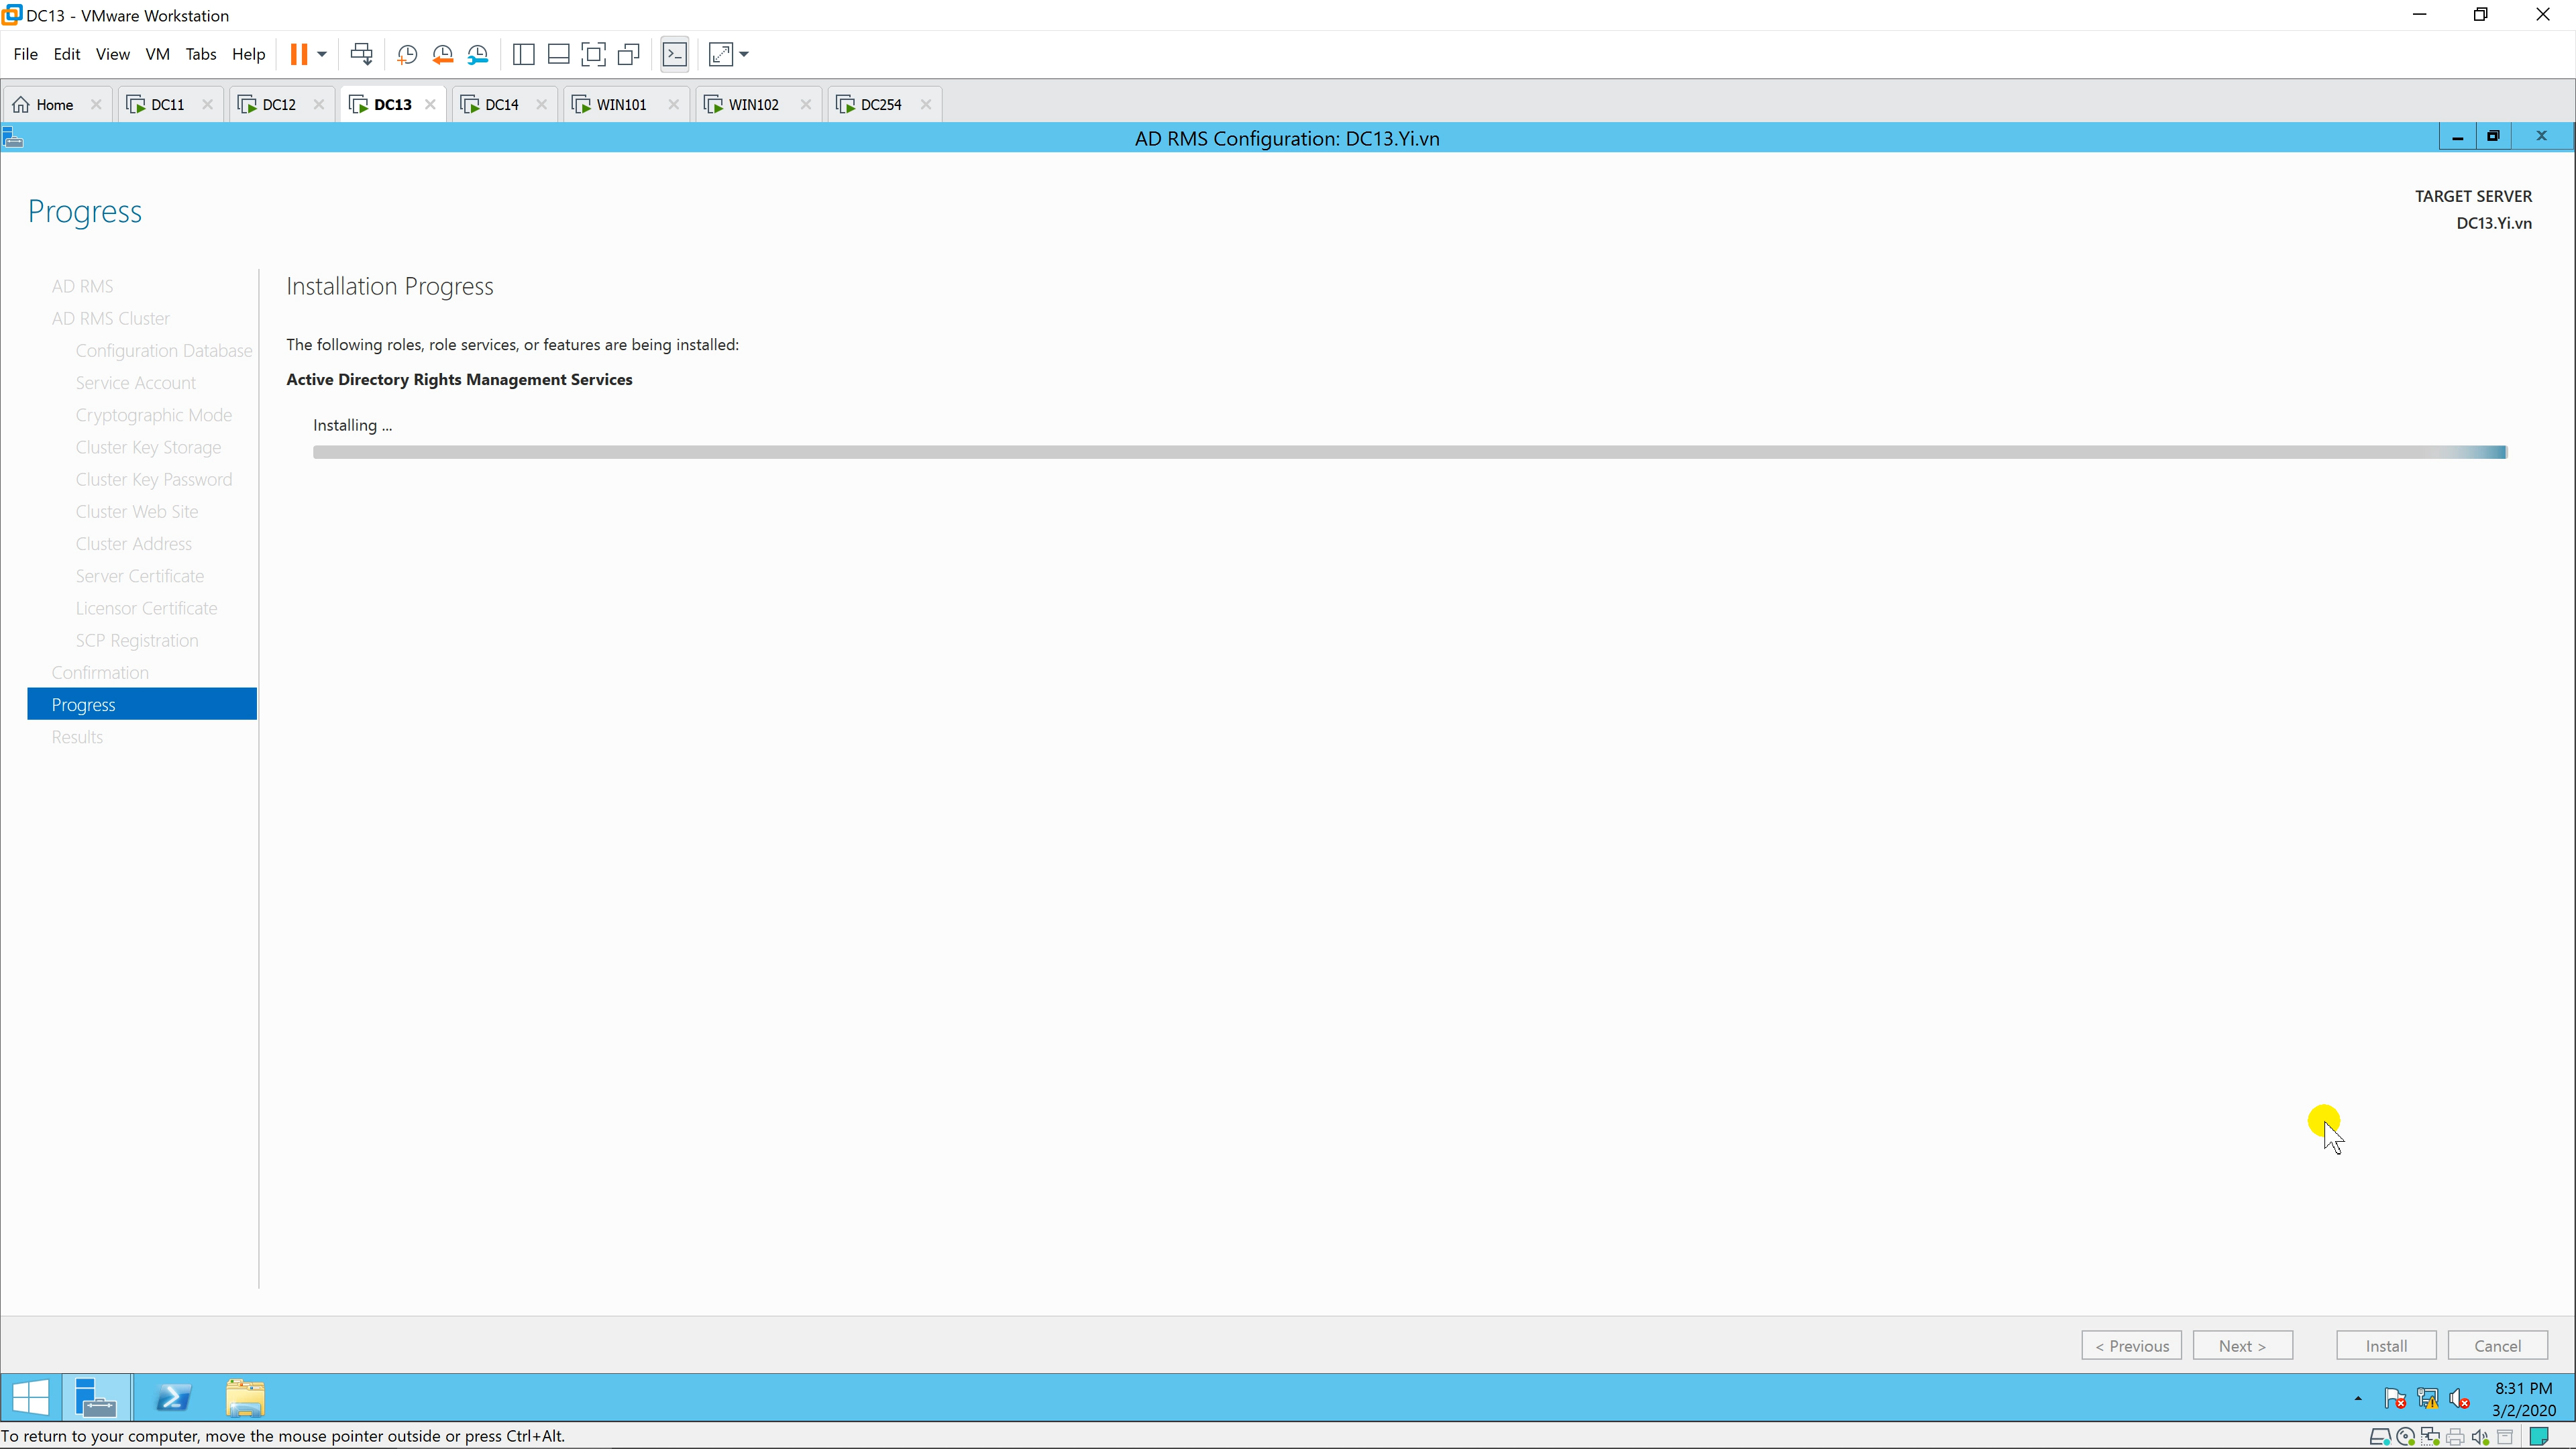 DC13 - VMware Workstation
File Edit View VM Tabs Help
Home DC11 DC12 DC13 DC14 WIN101 WIN102 DC254
AD RMS Configuration: DC13.Yi.vn
Progress
TARGET SERVER
DC13.Yi.vn
AD RMS
AD RMS Cluster
Configuration Database
Service Account
Cryptographic Mode
Cluster Key Storage
Cluster Key Password
Cluster Web Site
Cluster Address
Server Certificate
Licensor Certificate
SCP Registration
Confirmation
Progress
Results
Installation Progress
The following roles, role services, or features are being installed:
Active Directory Rights Management Services
Installing ...
< Previous Next > Install Cancel
8:31 PM
3/2/2020
To return to your computer, move the mouse pointer outside or press Ctrl+Alt.